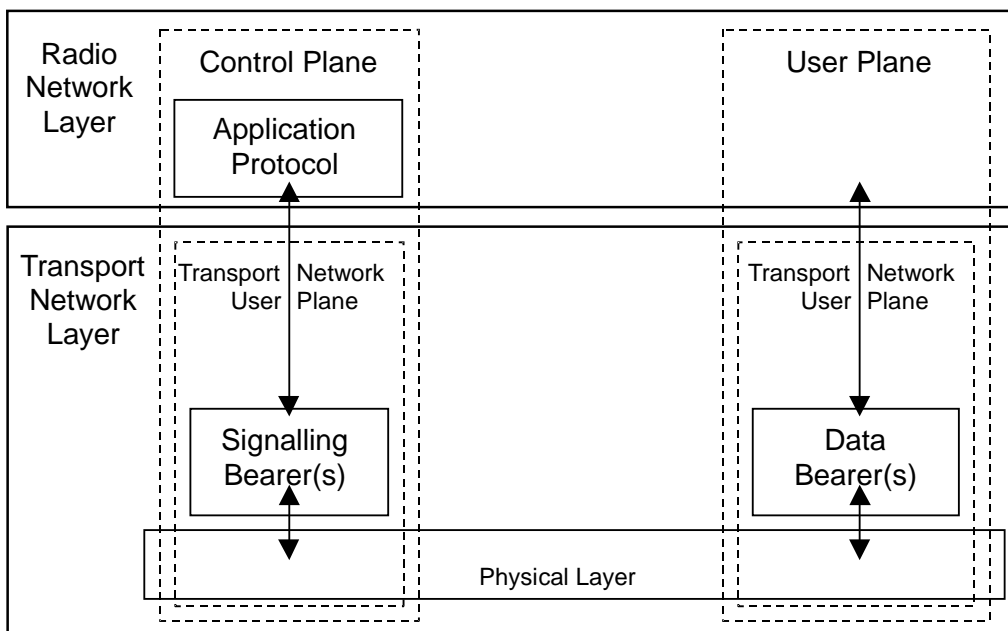 Radio
Network
Layer
Control Plane
User Plane
Application
Protocol
Transport
Network
Layer
Transport Network
User Plane
Transport Network
User Plane
Signalling
Bearer(s)
Data
Bearer(s)
Physical Layer